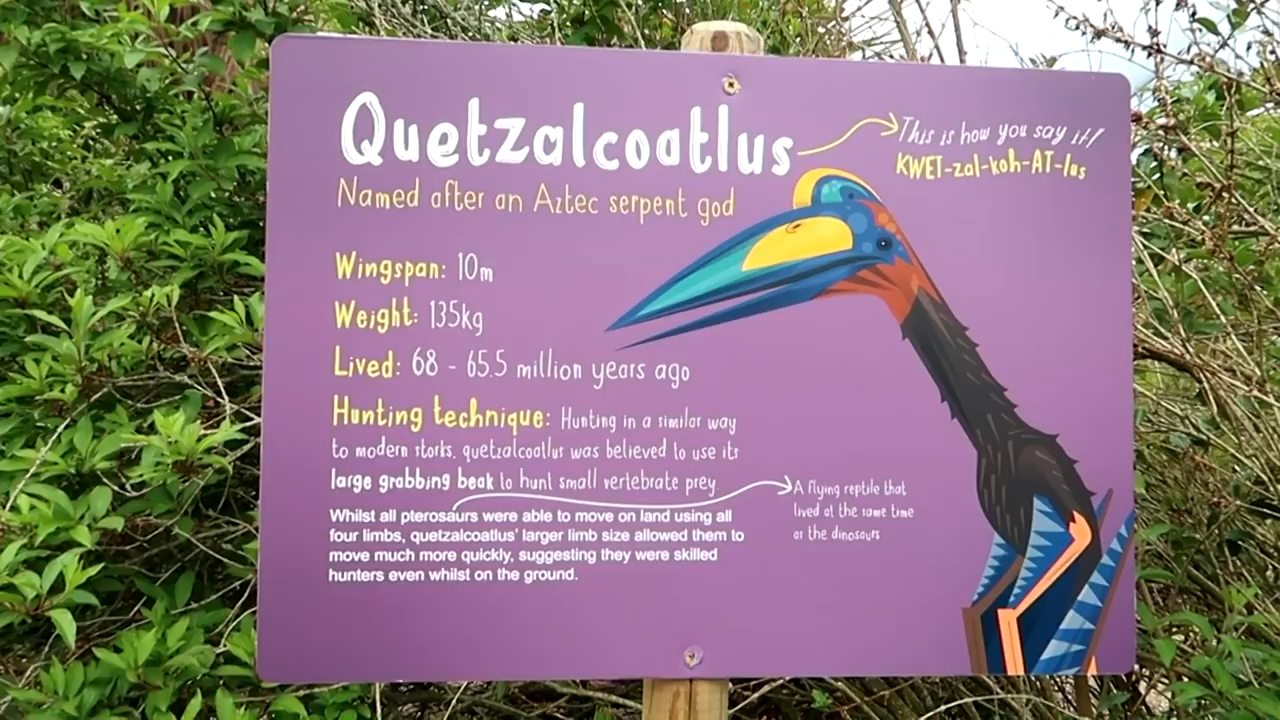 Quetzalcoatlus
This is how you say it!
KWET-zal-koh-AT-lus
Named after an Aztec serpent god
Wingspan: 10m
Weight: 135kg
Lived: 68 - 65.5 million years ago
Hunting technique: Hunting in a similar way
to modern storks, quetzalcoatlus was believed to use its
large grabbing beak to hunt small vertebrate prey.
Whilst all pterosaurs were able to move on land using all
four limbs, quetzalcoatlus' larger limb size allowed them to
move much more quickly, suggesting they were skilled
hunters even whilst on the ground.
A flying reptile that
lived at the same time
as the dinosaurs